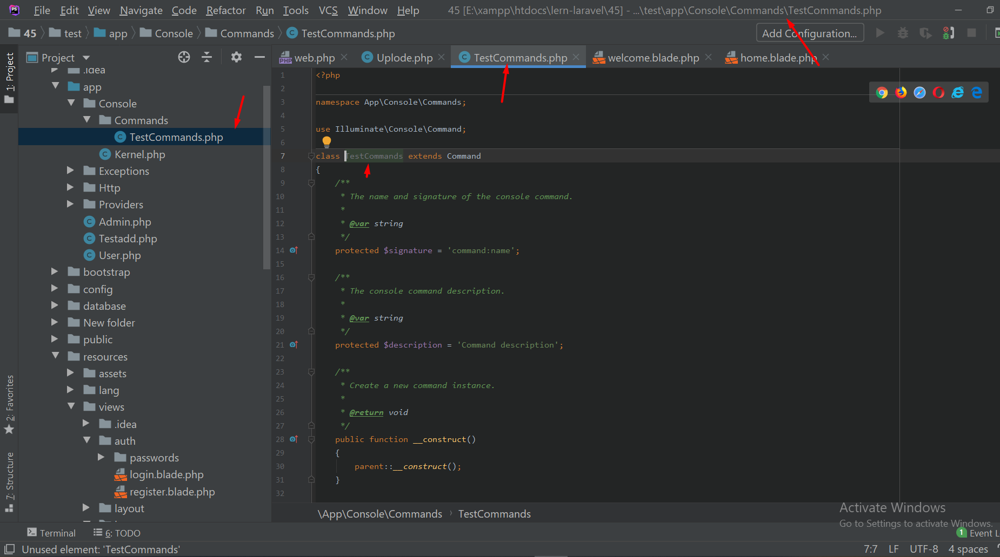 File Edit View Navigate Code Refactor Run Tools VCS Window Help 45 [E:\xampp\htdocs\lern-laravel\45] - ...\test\app\Console\Commands\TestCommands.php
45 test app Console Commands TestCommands.php Add Configuration...
1: Project
2: Favorites
7: Structure
Project
.idea
app
Console
Commands
TestCommands.php
Kernel.php
Exceptions
Http
Providers
Admin.php
Testadd.php
User.php
bootstrap
config
database
New folder
public
resources
assets
lang
views
.idea
auth
passwords
login.blade.php
register.blade.php
layout
web.php Uplode.php TestCommands.php welcome.blade.php home.blade.php
1 <?php
2
3 namespace App\Console\Commands;
4
5 use Illuminate\Console\Command;
6
7 class TestCommands extends Command
8 {
9 /**
10 * The name and signature of the console command.
11 *
12 * @var string
13 */
14 protected $signature = 'command:name';
15
16 /**
17 * The console command description.
18 *
19 * @var string
20 */
21 protected $description = 'Command description';
22
23 /**
24 * Create a new command instance.
25 *
26 * @return void
27 */
28 public function __construct()
29 {
30 parent::__construct();
31 }
32
\App\Console\Commands › TestCommands
Activate Windows
Go to Settings to activate Windows.
Terminal 6: TODO 1 Event L
Unused element: 'TestCommands' 7:7 LF UTF-8 4 spaces